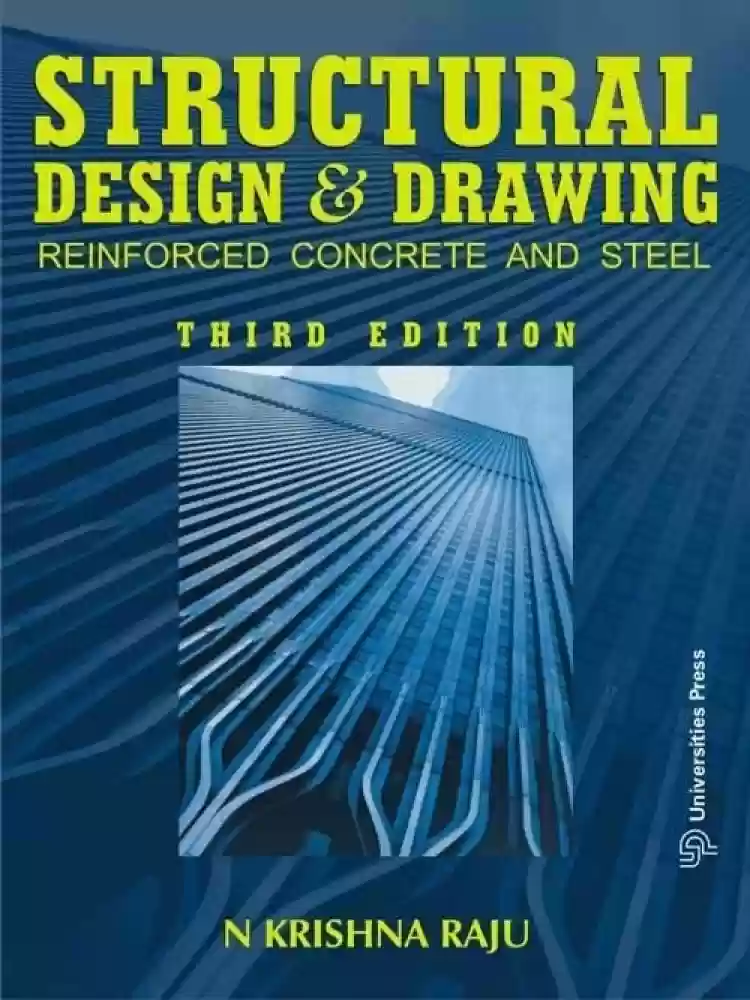 STRUCTURAL
DESIGN & DRAWING
REINFORCED CONCRETE AND STEEL
THIRD EDITION
Universities Press
N KRISHNA RAJU